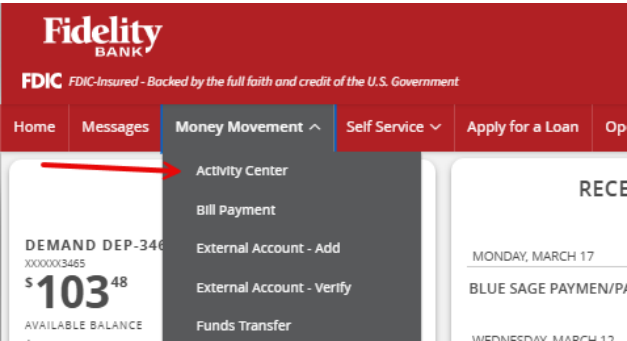 Fidelity
BANK
FDIC FDIC-Insured - Backed by the full faith and credit of the U.S. Government
Home Messages Money Movement Self Service Apply for a Loan
Activity Center
Bill Payment
External Account - Add
External Account - Verify
Funds Transfer
DEMAND DEP-346
XXXXXX3465
$103 48
AVAILABLE BALANCE
RECE
MONDAY, MARCH 17
BLUE SAGE PAYMEN/PA
WEDNESDAY, MARCH 12